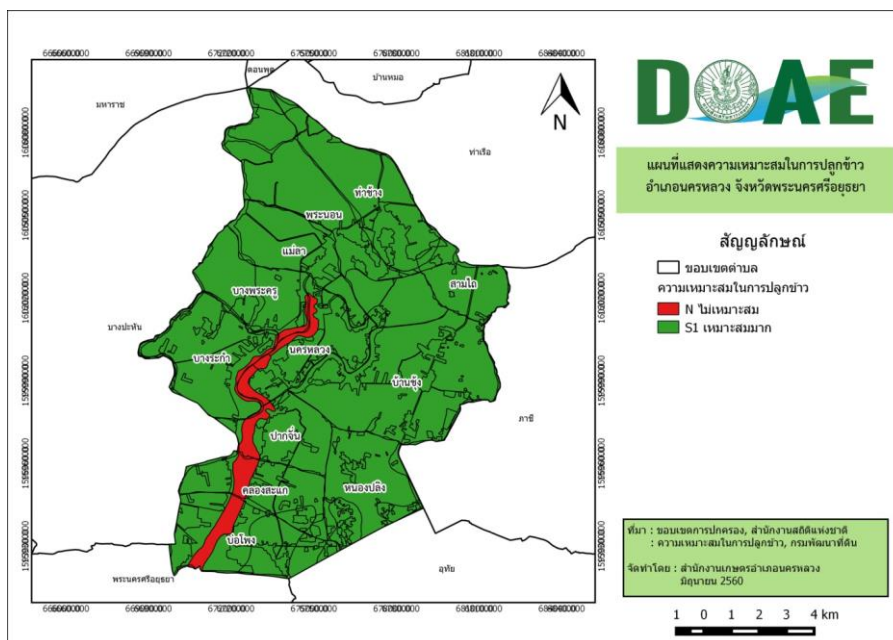 DOAE
แผนที่แสดงความเหมาะสมในการปลูกข้าว
อำเภอนครหลวง จังหวัดพระนครศรีอยุธยา
สัญญลักษณ์
ขอบเขตตำบล
ความเหมาะสมในการปลูกข้าว
N ไม่เหมาะสม
S1 เหมาะสมมาก
ดอนพุด
บ้านหมอ
มหาราช
ท่าเรือ
N
ท่าช้าง
พระนอน
แม่ลา
สามไถ
บางพระครู
บางปะหัน
นครหลวง
บางระกำ
บ้านชุ้ง
ภาชี
ปากจั่น
คลองสะแก
หนองปลิง
บ่อโพง
พระนครศรีอยุธยา
อุทัย
ที่มา : ขอบเขตการปกครอง, สำนักงานสถิติแห่งชาติ
: ความเหมาะสมในการปลูกข้าว, กรมพัฒนาที่ดิน
จัดทำโดย : สำนักงานเกษตรอำเภอนครหลวง
มิถุนายน 2560
1 0 1 2 3 4 km